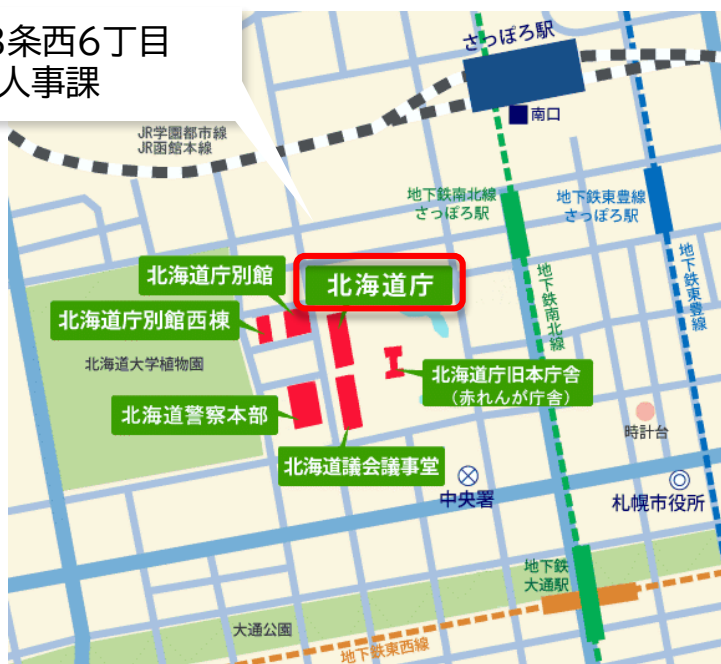 3条西6丁目
人事課
さっぽろ駅
南口
JR学園都市線
JR函館本線
地下鉄南北線
さっぽろ駅
地下鉄東豊線
さっぽろ駅
北海道庁別館
北海道庁
地下鉄南北線
地下鉄東豊線
北海道庁別館西棟
北海道大学植物園
北海道庁旧本庁舎
(赤れんが庁舎)
北海道警察本部
時計台
北海道議会議事堂
中央署
札幌市役所
地下鉄
大通駅
大通公園
地下鉄東西線